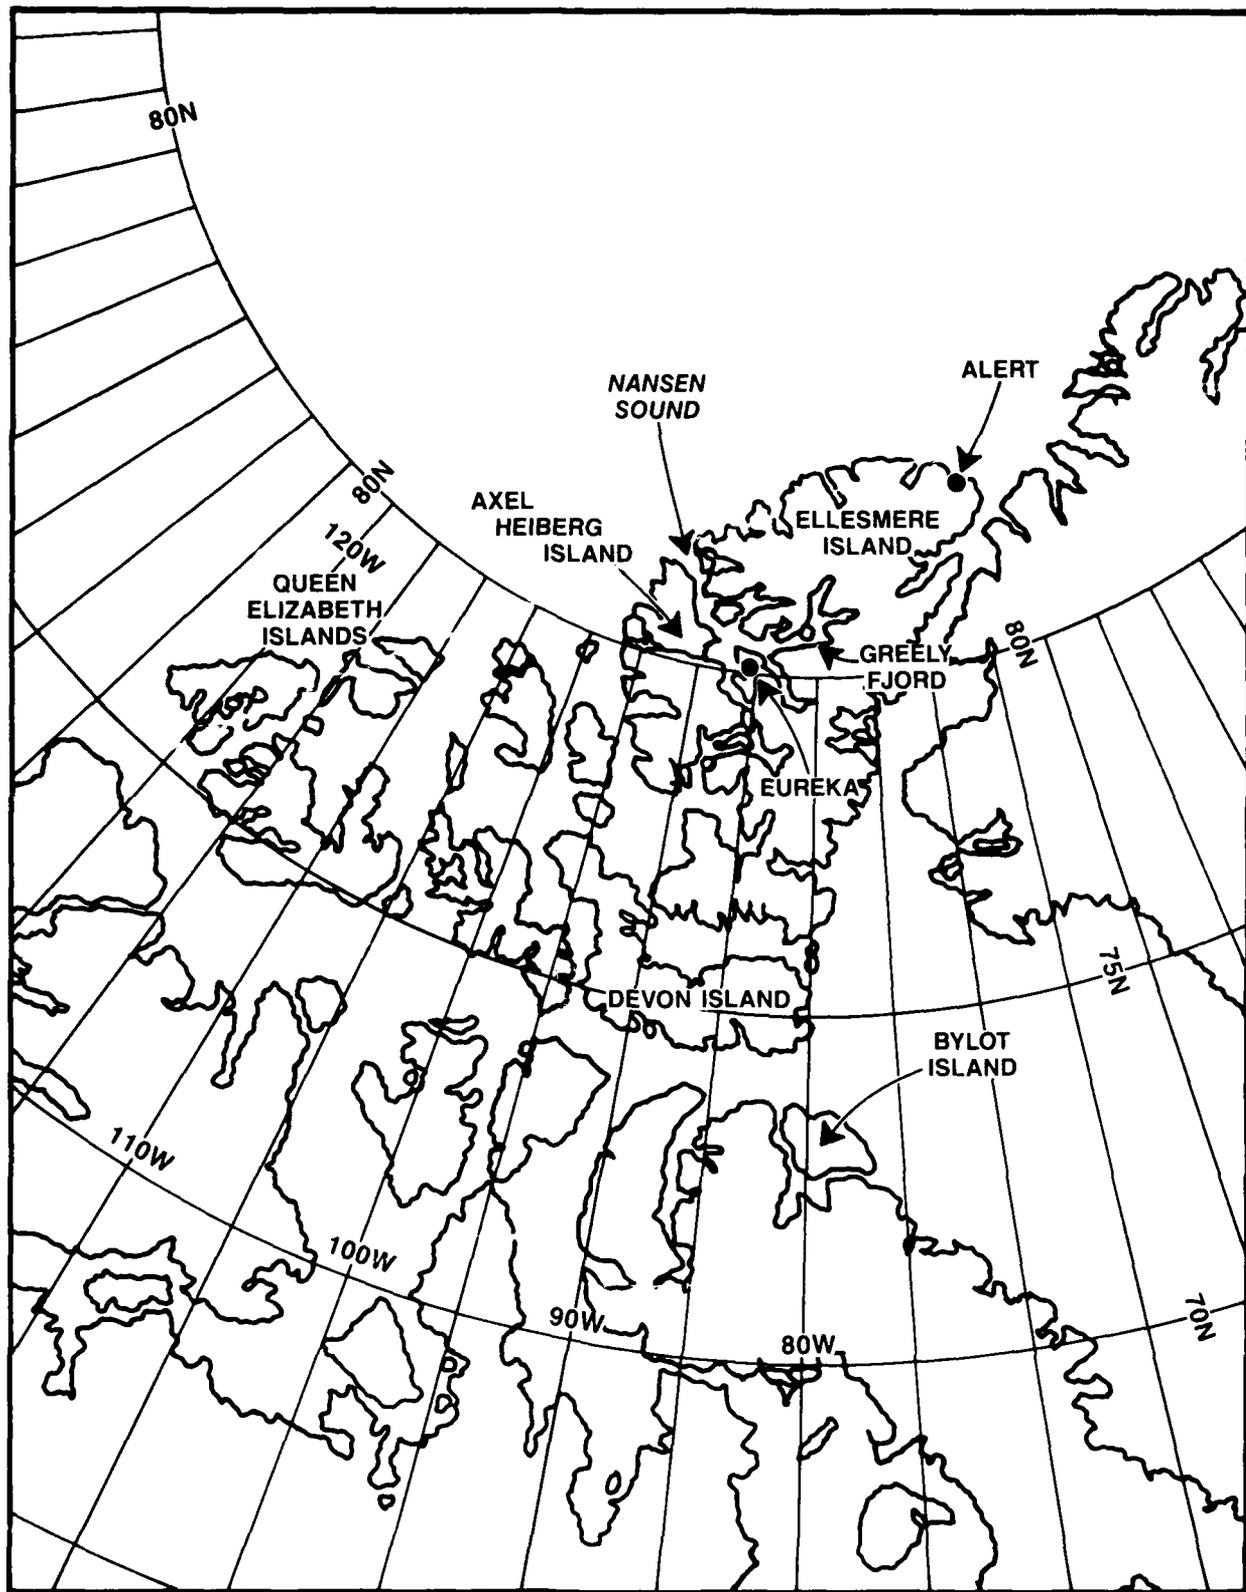 80N
NANSEN
SOUND
ALERT
80N
AXEL
HEIBERG
ISLAND
ELLESMERE
ISLAND
120W
QUEEN
ELIZABETH
ISLANDS
80N
GREELY
FJORD
EUREKA
75N
DEVON ISLAND
BYLOT
ISLAND
110W
100W
90W
80W
70N